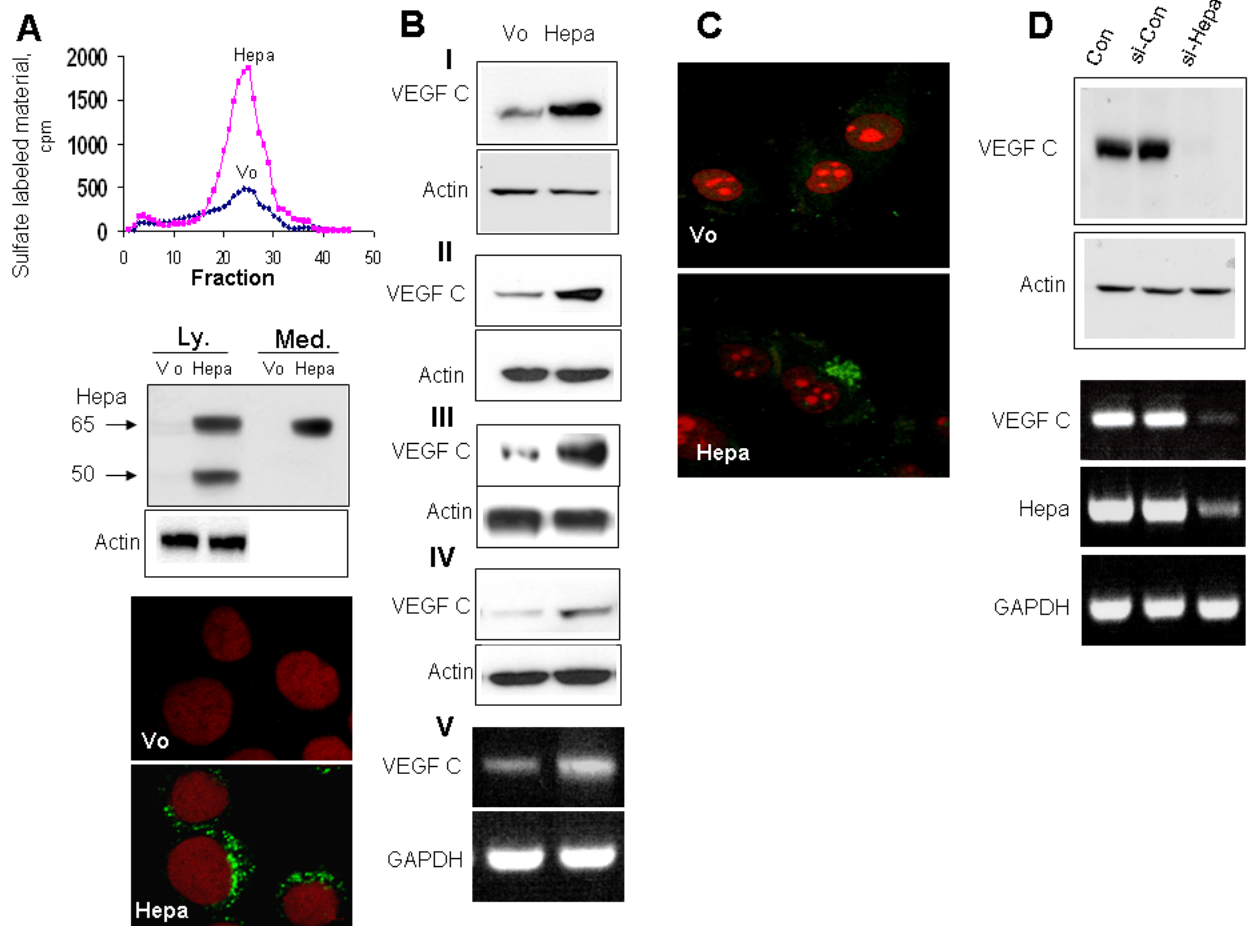 A
Sulfate labeled material,
cpm
2000
1500
1000
500
0
Hepa
Vo
0 10 20 30 40 50
Fraction
Ly. Med.
Vo Hepa Vo Hepa
Hepa
65
50
Actin
Vo
Hepa
B
Vo Hepa
I
VEGF C
Actin
II
VEGF C
Actin
III
VEGF C
Actin
IV
VEGF C
Actin
V
VEGF C
GAPDH
C
Vo
Hepa
D
Con si-Con si-Hepa
VEGF C
Actin
VEGF C
Hepa
GAPDH